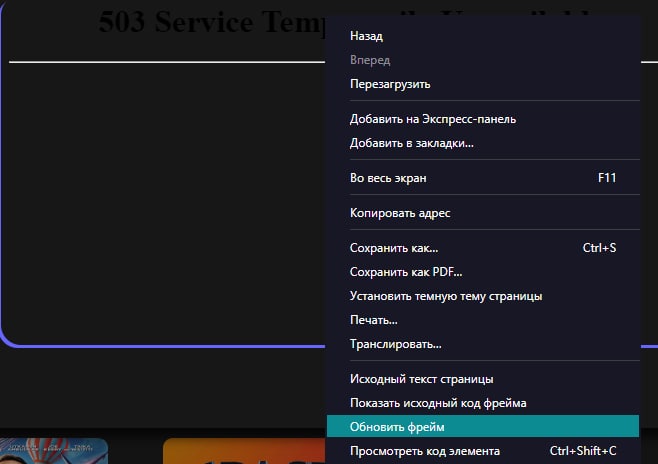 503 Service
Назад
Вперед
Перезагрузить
Добавить на Экспресс-панель
Добавить в закладки...
Во весь экран F11
Копировать адрес
Сохранить как... Ctrl+S
Сохранить как PDF...
Установить темную тему страницы
Печать...
Транслировать...
Исходный текст страницы
Показать исходный код фрейма
Обновить фрейм
Просмотреть код элемента Ctrl+Shift+C